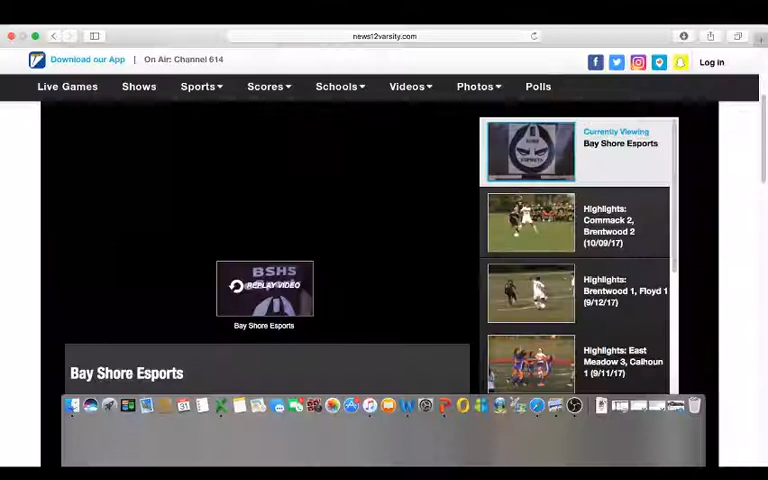 news12varsity.com
Download our App | On Air: Channel 614
Log in
Live Games Shows Sports Scores Schools Videos Photos Polls
Currently Viewing
Bay Shore Esports
Highlights:
Commack 2,
Brentwood 2
(10/09/17)
Highlights:
Brentwood 1, Floyd 1
(9/12/17)
Highlights: East
Meadow 3, Calhoun
1 (9/11/17)
BSHS
REPLAY VIDEO
Bay Shore Esports
Bay Shore Esports